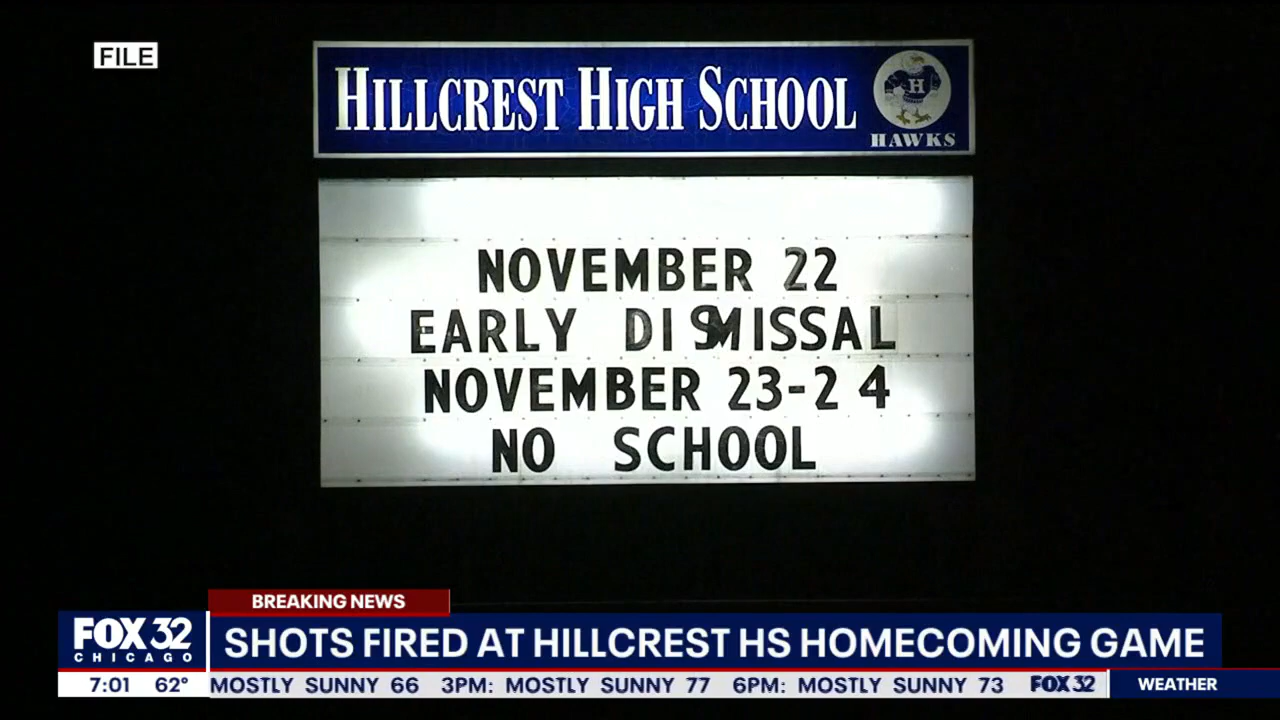 FILE
HILLCREST HIGH SCHOOL
H
HAWKS
NOVEMBER 22
EARLY DISMISSAL
NOVEMBER 23-24
NO SCHOOL
BREAKING NEWS
FOX 32
CHICAGO
SHOTS FIRED AT HILLCREST HS HOMECOMING GAME
7:01 62° MOSTLY SUNNY 66 3PM: MOSTLY SUNNY 77 6PM: MOSTLY SUNNY 73 FOX 32 WEATHER